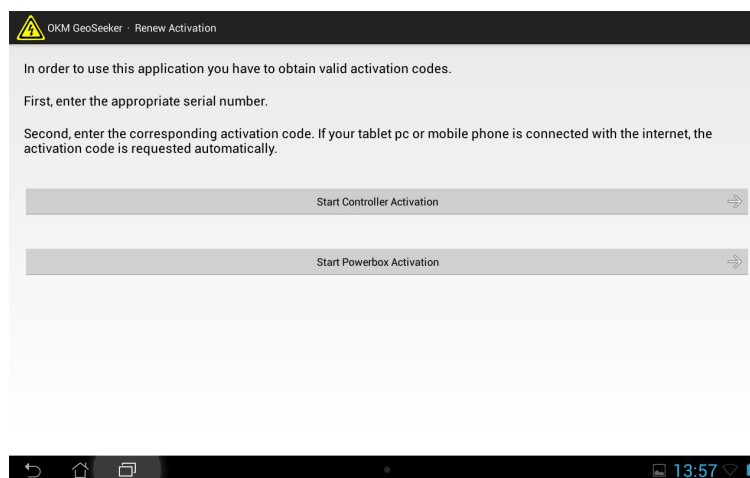 OKM GeoSeeker · Renew Activation
In order to use this application you have to obtain valid activation codes.
First, enter the appropriate serial number.
Second, enter the corresponding activation code. If your tablet pc or mobile phone is connected with the internet, the
activation code is requested automatically.
Start Controller Activation
Start Powerbox Activation
13:57